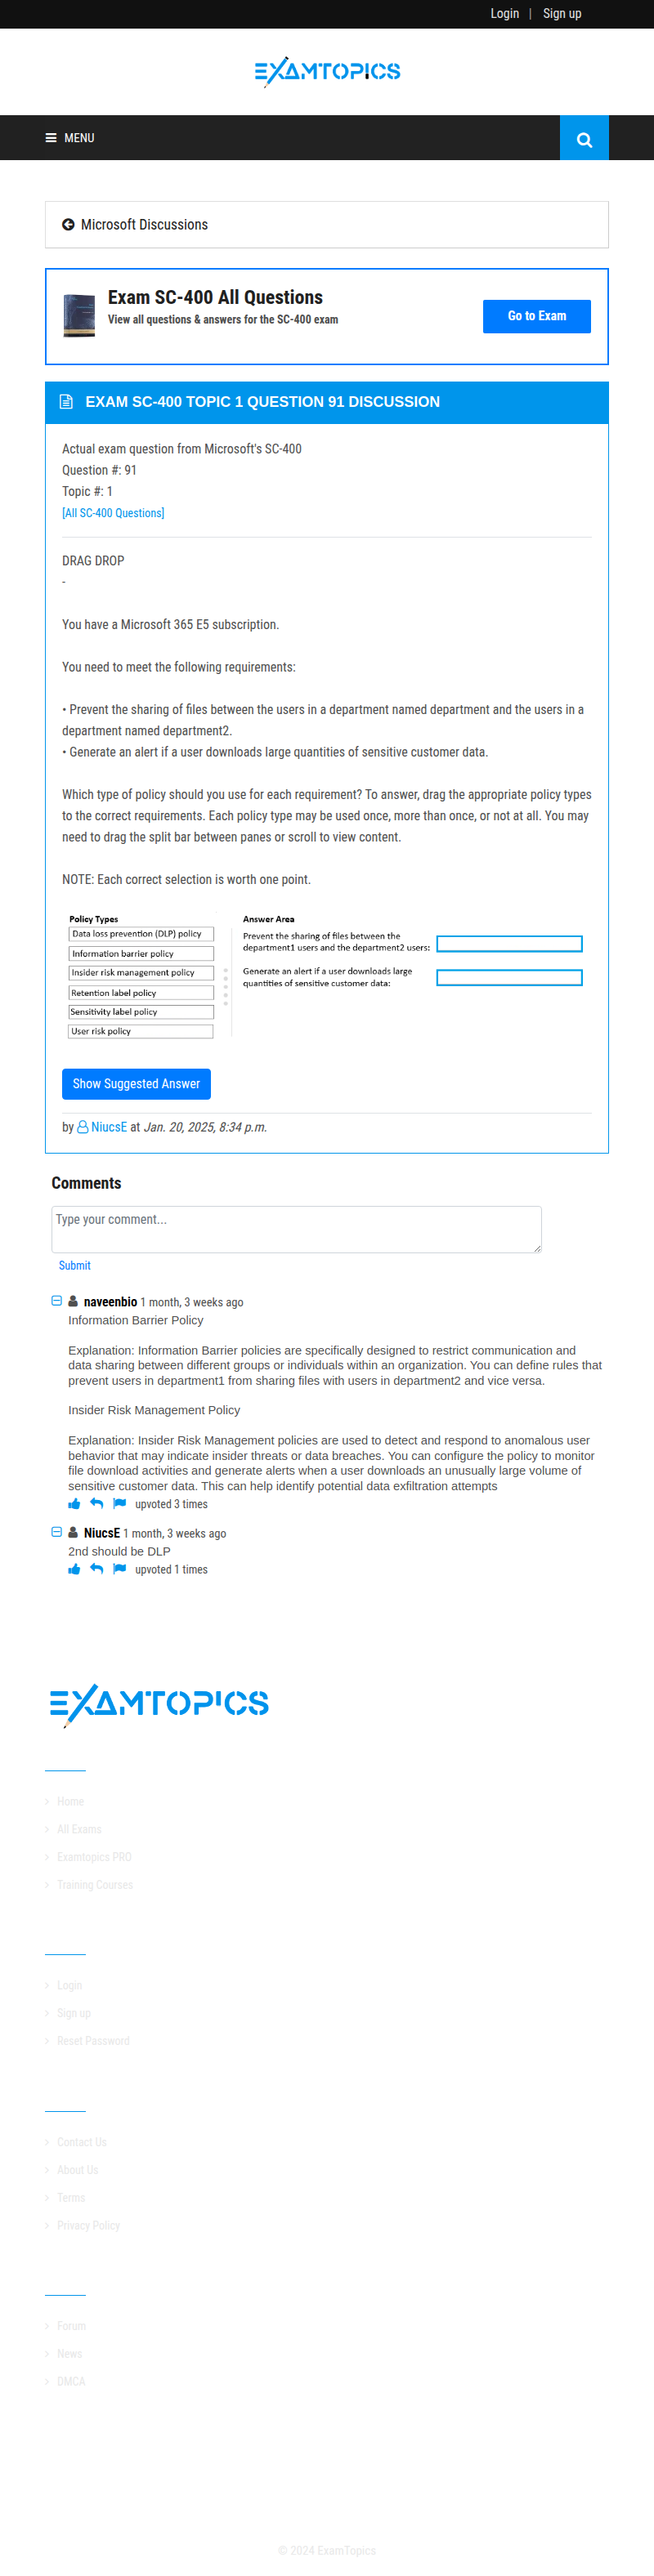 Login | Sign up
EXAMTOPICS
MENU
Microsoft Discussions
Exam SC-400 All Questions
View all questions & answers for the SC-400 exam
Go to Exam
EXAM SC-400 TOPIC 1 QUESTION 91 DISCUSSION
Actual exam question from Microsoft's SC-400
Question #: 91
Topic #: 1
[All SC-400 Questions]
DRAG DROP
-
You have a Microsoft 365 E5 subscription.
You need to meet the following requirements:
• Prevent the sharing of files between the users in a department named department and the users in a
department named department2.
• Generate an alert if a user downloads large quantities of sensitive customer data.
Which type of policy should you use for each requirement? To answer, drag the appropriate policy types
to the correct requirements. Each policy type may be used once, more than once, or not at all. You may
need to drag the split bar between panes or scroll to view content.
NOTE: Each correct selection is worth one point.
Policy Types
Data loss prevention (DLP) policy
Information barrier policy
Insider risk management policy
Retention label policy
Sensitivity label policy
User risk policy
Answer Area
Prevent the sharing of files between the
department1 users and the department2 users:
Generate an alert if a user downloads large
quantities of sensitive customer data:
Show Suggested Answer
by NiucsE at Jan. 20, 2025, 8:34 p.m.
Comments
Type your comment...
Submit
naveenbio 1 month, 3 weeks ago
Information Barrier Policy
Explanation: Information Barrier policies are specifically designed to restrict communication and
data sharing between different groups or individuals within an organization. You can define rules that
prevent users in department1 from sharing files with users in department2 and vice versa.
Insider Risk Management Policy
Explanation: Insider Risk Management policies are used to detect and respond to anomalous user
behavior that may indicate insider threats or data breaches. You can configure the policy to monitor
file download activities and generate alerts when a user downloads an unusually large volume of
sensitive customer data. This can help identify potential data exfiltration attempts
upvoted 3 times
NiucsE 1 month, 3 weeks ago
2nd should be DLP
upvoted 1 times
EXAMTOPICS
Home
All Exams
Examtopics PRO
Training Courses
Login
Sign up
Reset Password
Contact Us
About Us
Terms
Privacy Policy
Forum
News
DMCA
© 2024 ExamTopics